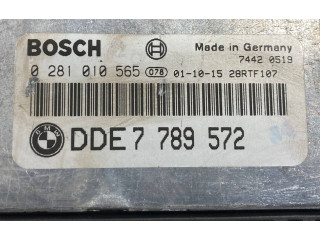 BOSCH Made in Germany
7442 0519
0 281 010 565 078 01-10-15 28RTF107
BMW DDE 7 789 572